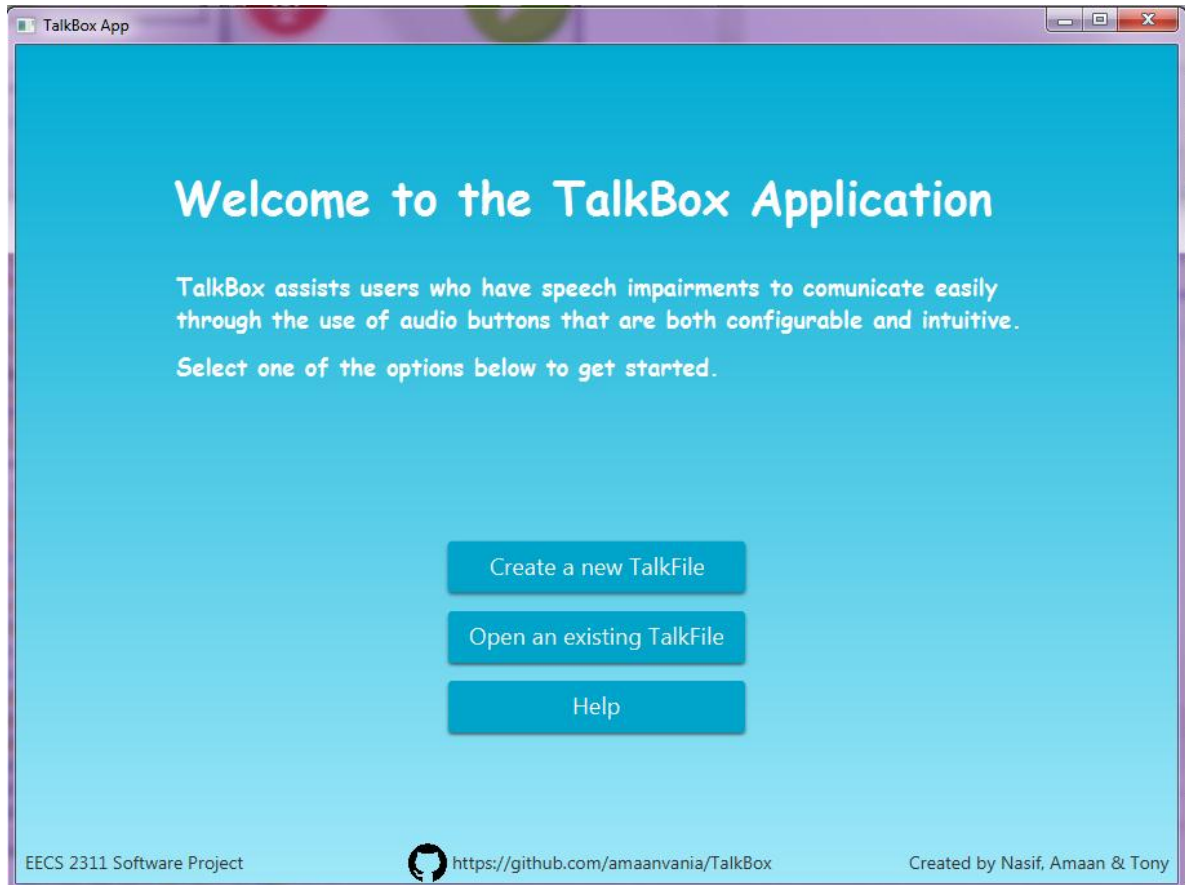 TalkBox App
Welcome to the TalkBox Application
TalkBox assists users who have speech impairments to comunicate easily
through the use of audio buttons that are both configurable and intuitive.
Select one of the options below to get started.
Create a new TalkFile
Open an existing TalkFile
Help
EECS 2311 Software Project
https://github.com/amaanvania/TalkBox
Created by Nasif, Amaan & Tony